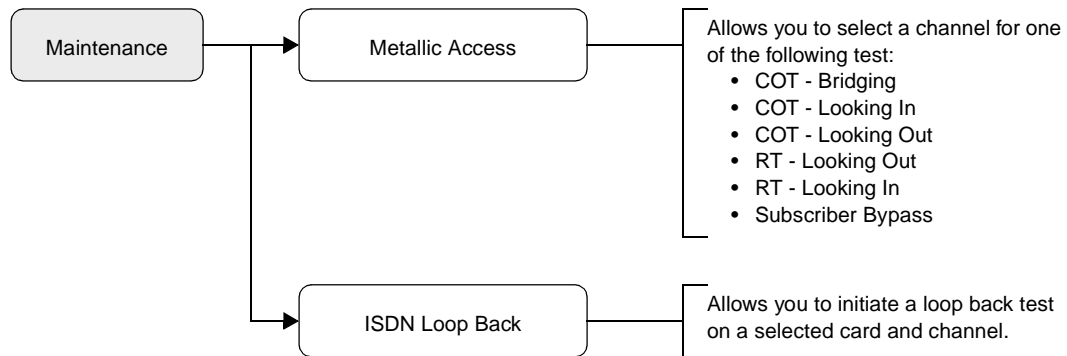 Maintenance
Metallic Access
Allows you to select a channel for one
of the following test:
• COT - Bridging
• COT - Looking In
• COT - Looking Out
• RT - Looking Out
• RT - Looking In
• Subscriber Bypass
ISDN Loop Back
Allows you to initiate a loop back test
on a selected card and channel.